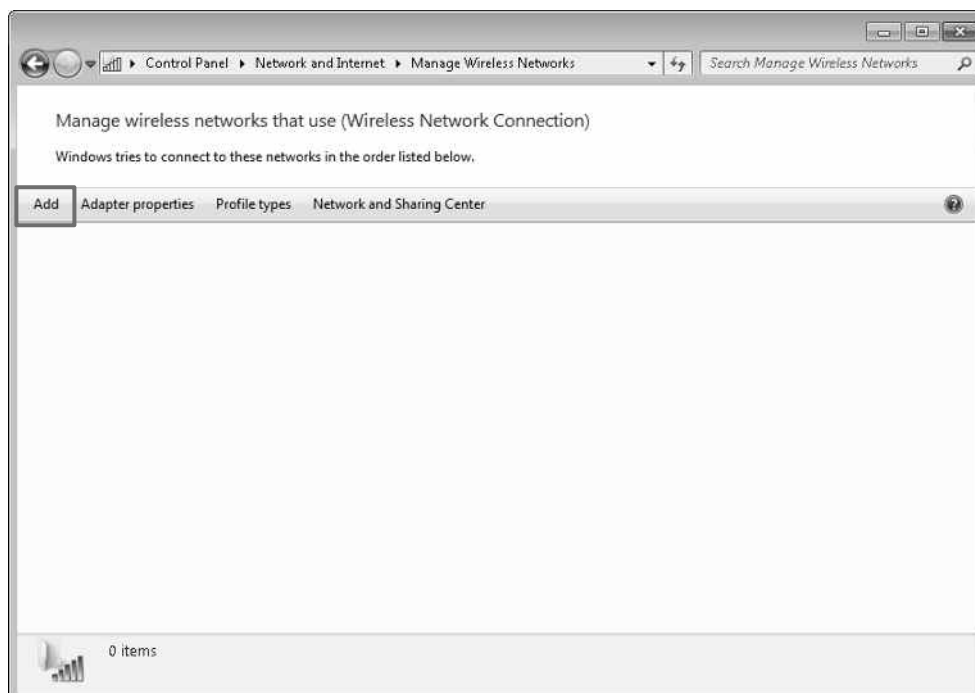 Control Panel Network and Internet Manage Wireless Networks Search Manage Wireless Networks
Manage wireless networks that use (Wireless Network Connection)
Windows tries to connect to these networks in the order listed below.
Add Adapter properties Profile types Network and Sharing Center ?
0 items